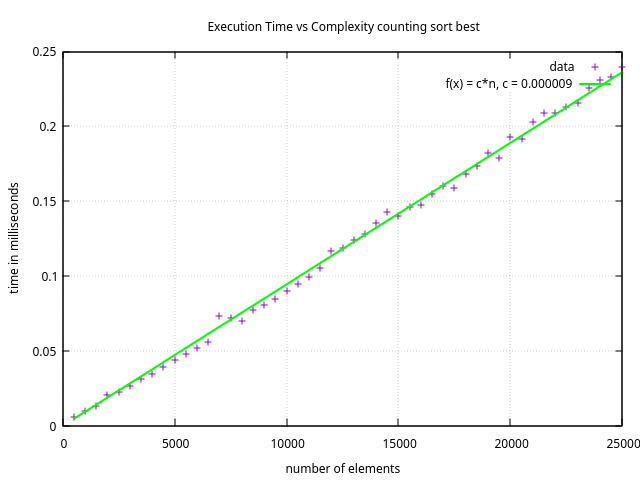 Execution Time vs Complexity counting sort best
0.25
data
f(x) = c*n, c = 0.000009
0.2
0.15
time in milliseconds
0.1
0.05
0
0 5000 10000 15000 20000 25000
number of elements